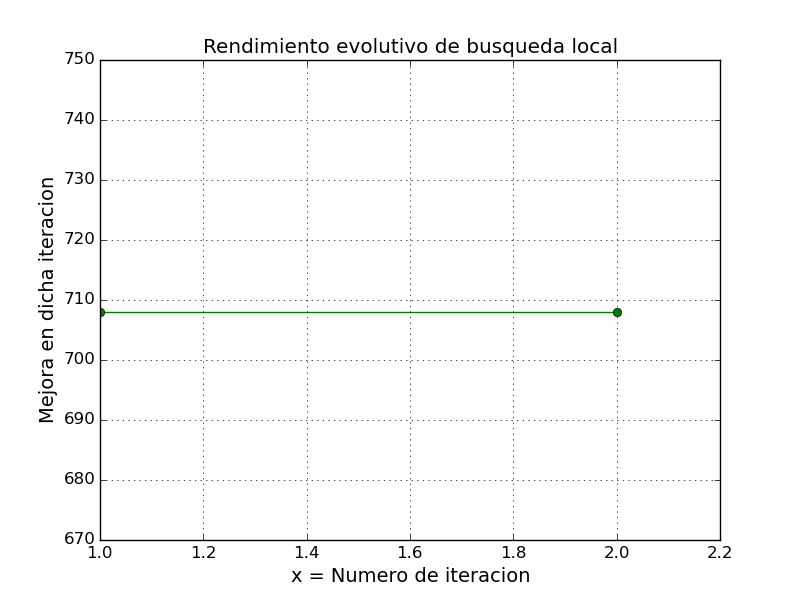 Rendimiento evolutivo de busqueda local
750
740
730
720
710
700
690
680
670
Mejora en dicha iteracion
1.0 1.2 1.4 1.6 1.8 2.0 2.2
x = Numero de iteracion